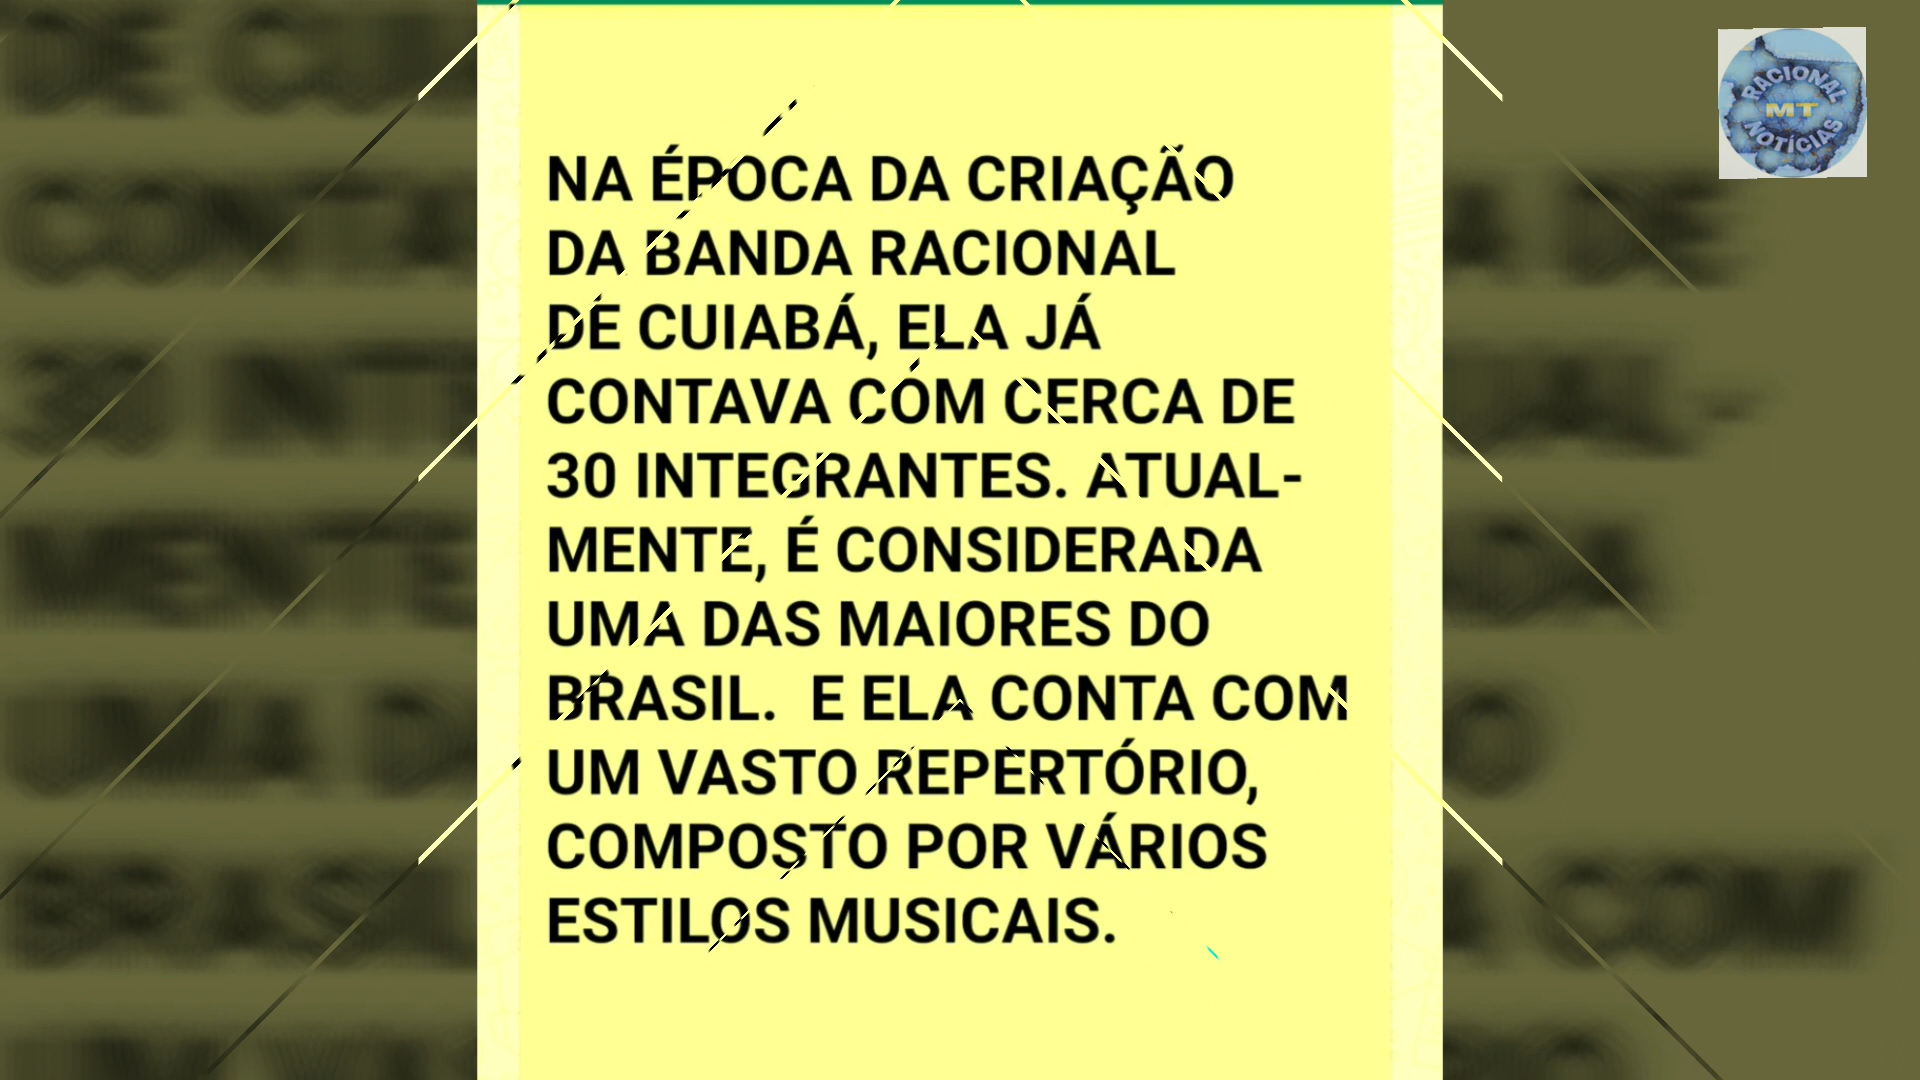 NA ÉPOCA DA CRIAÇÃO
DA BANDA RACIONAL
DE CUIABÁ, ELA JÁ
CONTAVA COM CERCA DE
30 INTEGRANTES. ATUAL-
MENTE, É CONSIDERADA
UMA DAS MAIORES DO
BRASIL.  E ELA CONTA COM
UM VASTO REPERTÓRIO,
COMPOSTO POR VÁRIOS
ESTILOS MUSICAIS.
RACIONAL
MT
NOTÍCIAS